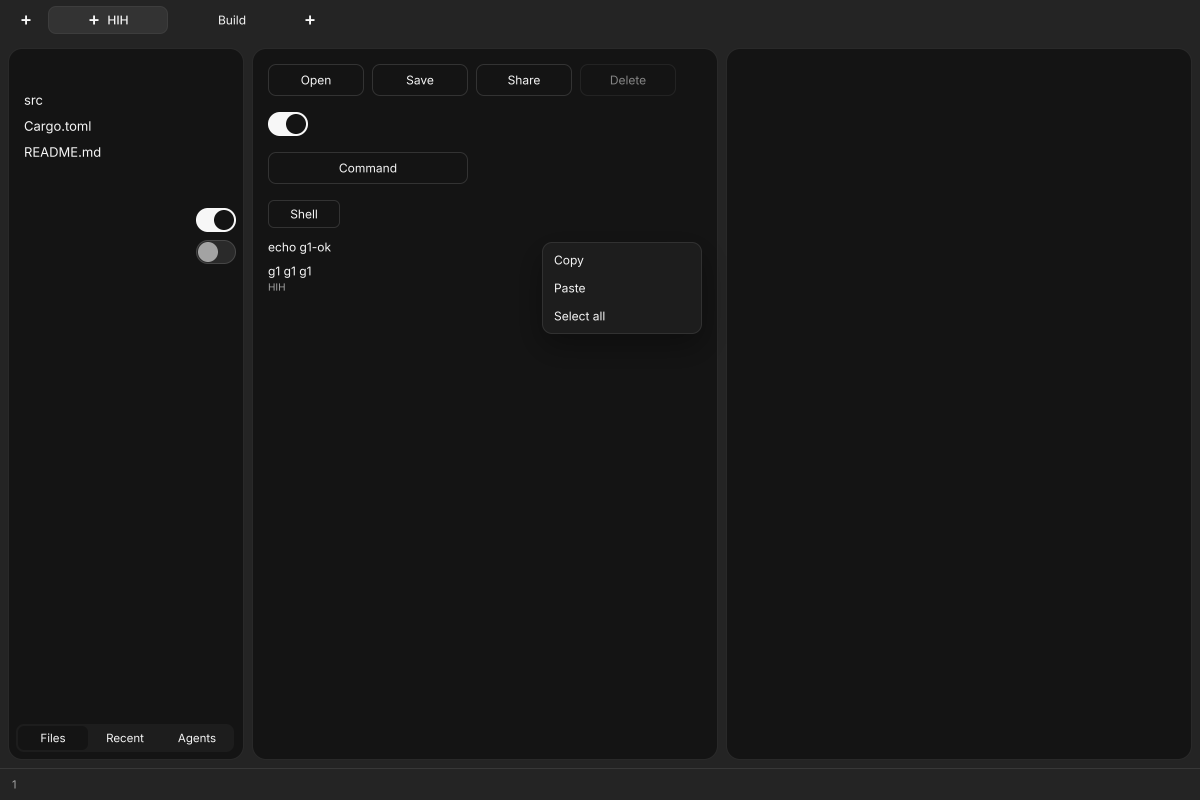 + + HIH Build +
src
Cargo.toml
README.md
Files Recent Agents
Open Save Share Delete
Command
Shell
echo g1-ok
g1 g1 g1
HIH
Copy
Paste
Select all
1